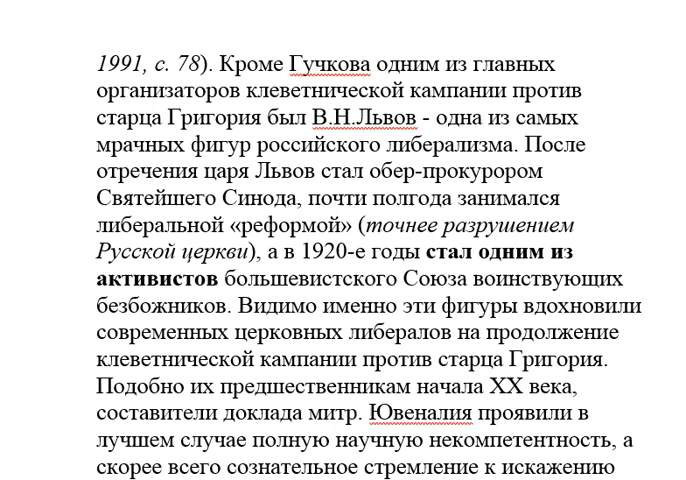 1991, с. 78). Кроме Гучкова одним из главных
организаторов клеветнической кампании против
старца Григория был В.Н.Львов - одна из самых
мрачных фигур российского либерализма. После
отречения царя Львов стал обер-прокурором
Святейшего Синода, почти полгода занимался
либеральной «реформой» (точнее разрушением
Русской церкви), а в 1920-е годы стал одним из
активистов большевистского Союза воинствующих
безбожников. Видимо именно эти фигуры вдохновили
современных церковных либералов на продолжение
клеветнической кампании против старца Григория.
Подобно их предшественникам начала XX века,
составители доклада митр. Ювеналия проявили в
лучшем случае полную научную некомпетентность, а
скорее всего сознательное стремление к искажению